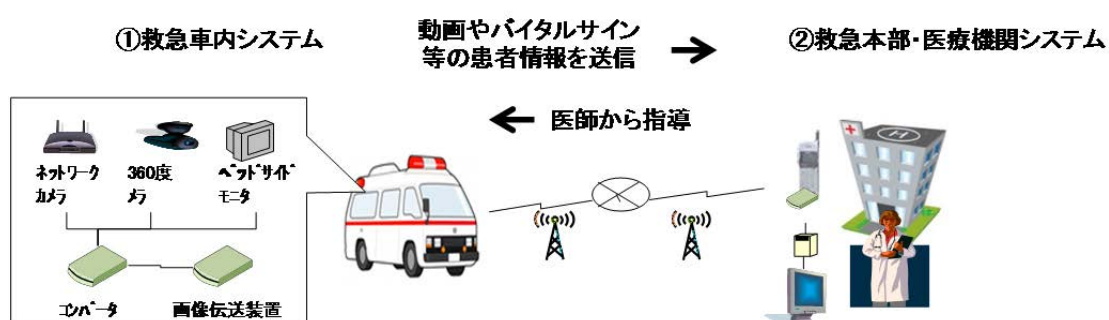 ①救急車内システム
動画やバイタルサイン
等の患者情報を送信
②救急本部・医療機関システム
医師から指導
ネットワーク
カメラ
360度
メラ
ベッドサイド
モニタ
コンバータ
画像伝送装置
H